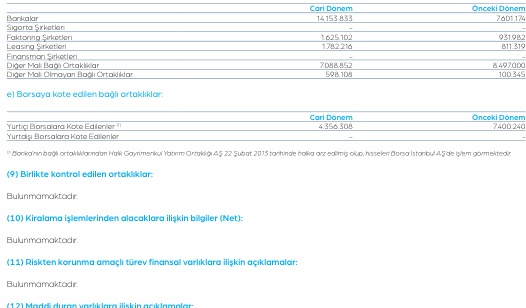 Cari Dönem Önceki Dönem
Bankalar 14.153.833 7.601.174
Sigorta Şirketleri - -
Faktoring Şirketleri 1.625.102 931.982
Leasing Şirketleri 1.782.216 811.319
Finansman Şirketleri - -
Diğer Mali Bağlı Ortaklıklar 7.088.852 8.497.000
Diğer Mali Olmayan Bağlı Ortaklıklar 598.108 100.345
e) Borsaya kote edilen bağlı ortaklıklar:
Cari Dönem Önceki Dönem
Yurtiçi Borsalara Kote Edilenler (1) 4.356.308 7.400.240
Yurtdışı Borsalara Kote Edilenler - -
(1) Banka'nın bağlı ortaklıklarından Halk Gayrimenkul Yatırım Ortaklığı AŞ 22 Şubat 2013 tarihinde halka arz edilmiş olup, hisseleri Borsa İstanbul AŞ'de işlem görmektedir.
(9) Birlikte kontrol edilen ortaklıklar:
Bulunmamaktadır.
(10) Kiralama işlemlerinden alacaklara ilişkin bilgiler (Net):
Bulunmamaktadır.
(11) Riskten korunma amaçlı türev finansal varlıklara ilişkin açıklamalar:
Bulunmamaktadır.
(12) Maddi duran varlıklara ilişkin açıklamalar: